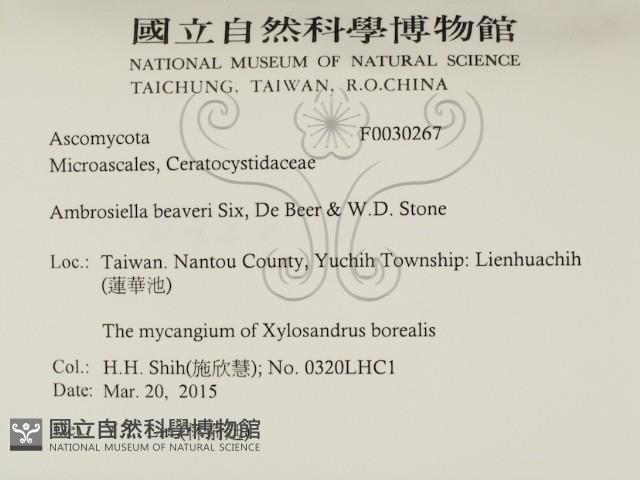 國立自然科學博物館
NATIONAL MUSEUM OF NATURAL SCIENCE
TAICHUNG, TAIWAN, R.O.CHINA
Ascomycota F0030267
Microascales, Ceratocystidaceae
Ambrosiella beaveri Six, De Beer & W.D. Stone
Loc.: Taiwan. Nantou County, Yuchih Township: Lienhuachih
(蓮華池)
The mycangium of Xylosandrus borealis
Col.: H.H. Shih(施欣慧); No. 0320LHC1
Date: Mar. 20, 2015
國立自然科學博物館
NATIONAL MUSEUM OF NATURAL SCIENCE